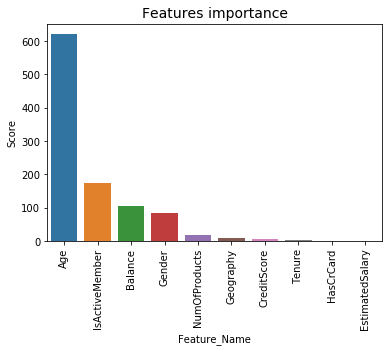 Features importance
Score
600
500
400
300
200
100
0
Age
IsActiveMember
Balance
Gender
NumOfProducts
Geography
CreditScore
Tenure
HasCrCard
EstimatedSalary
Feature_Name